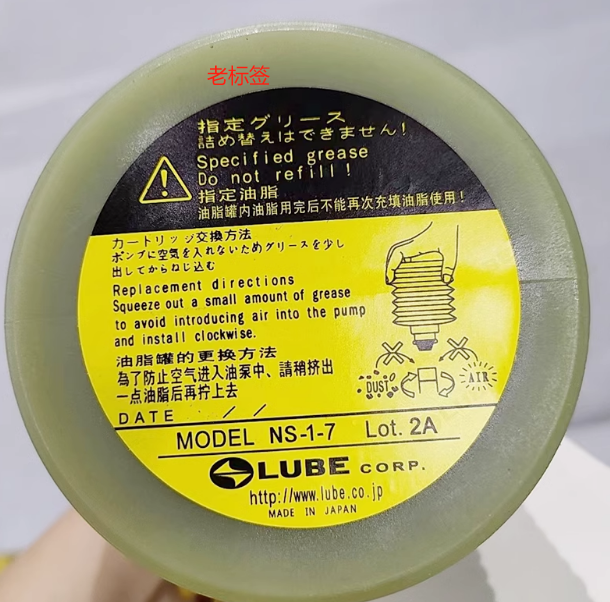 老标签
指定グリース
詰め替えはできません!
Specified grease
Do not refill!
指定油脂
油脂罐内油脂用完后不能再次充填油脂使用!
カートリッジ交換方法
ポンプに空気を入れないためグリースを少し
出してからねじ込む
Replacement directions
Squeeze out a small amount of grease
to avoid introducing air into the pump
and install clockwise.
油脂罐的更换方法
為了防止空气进入油泵中、請稍挤出
一点油脂后再拧上去
DUST
AIR
DATE / /
MODEL NS-1-7 Lot. 2A
LUBE CORP.
http://www.lube.co.jp
MADE IN JAPAN